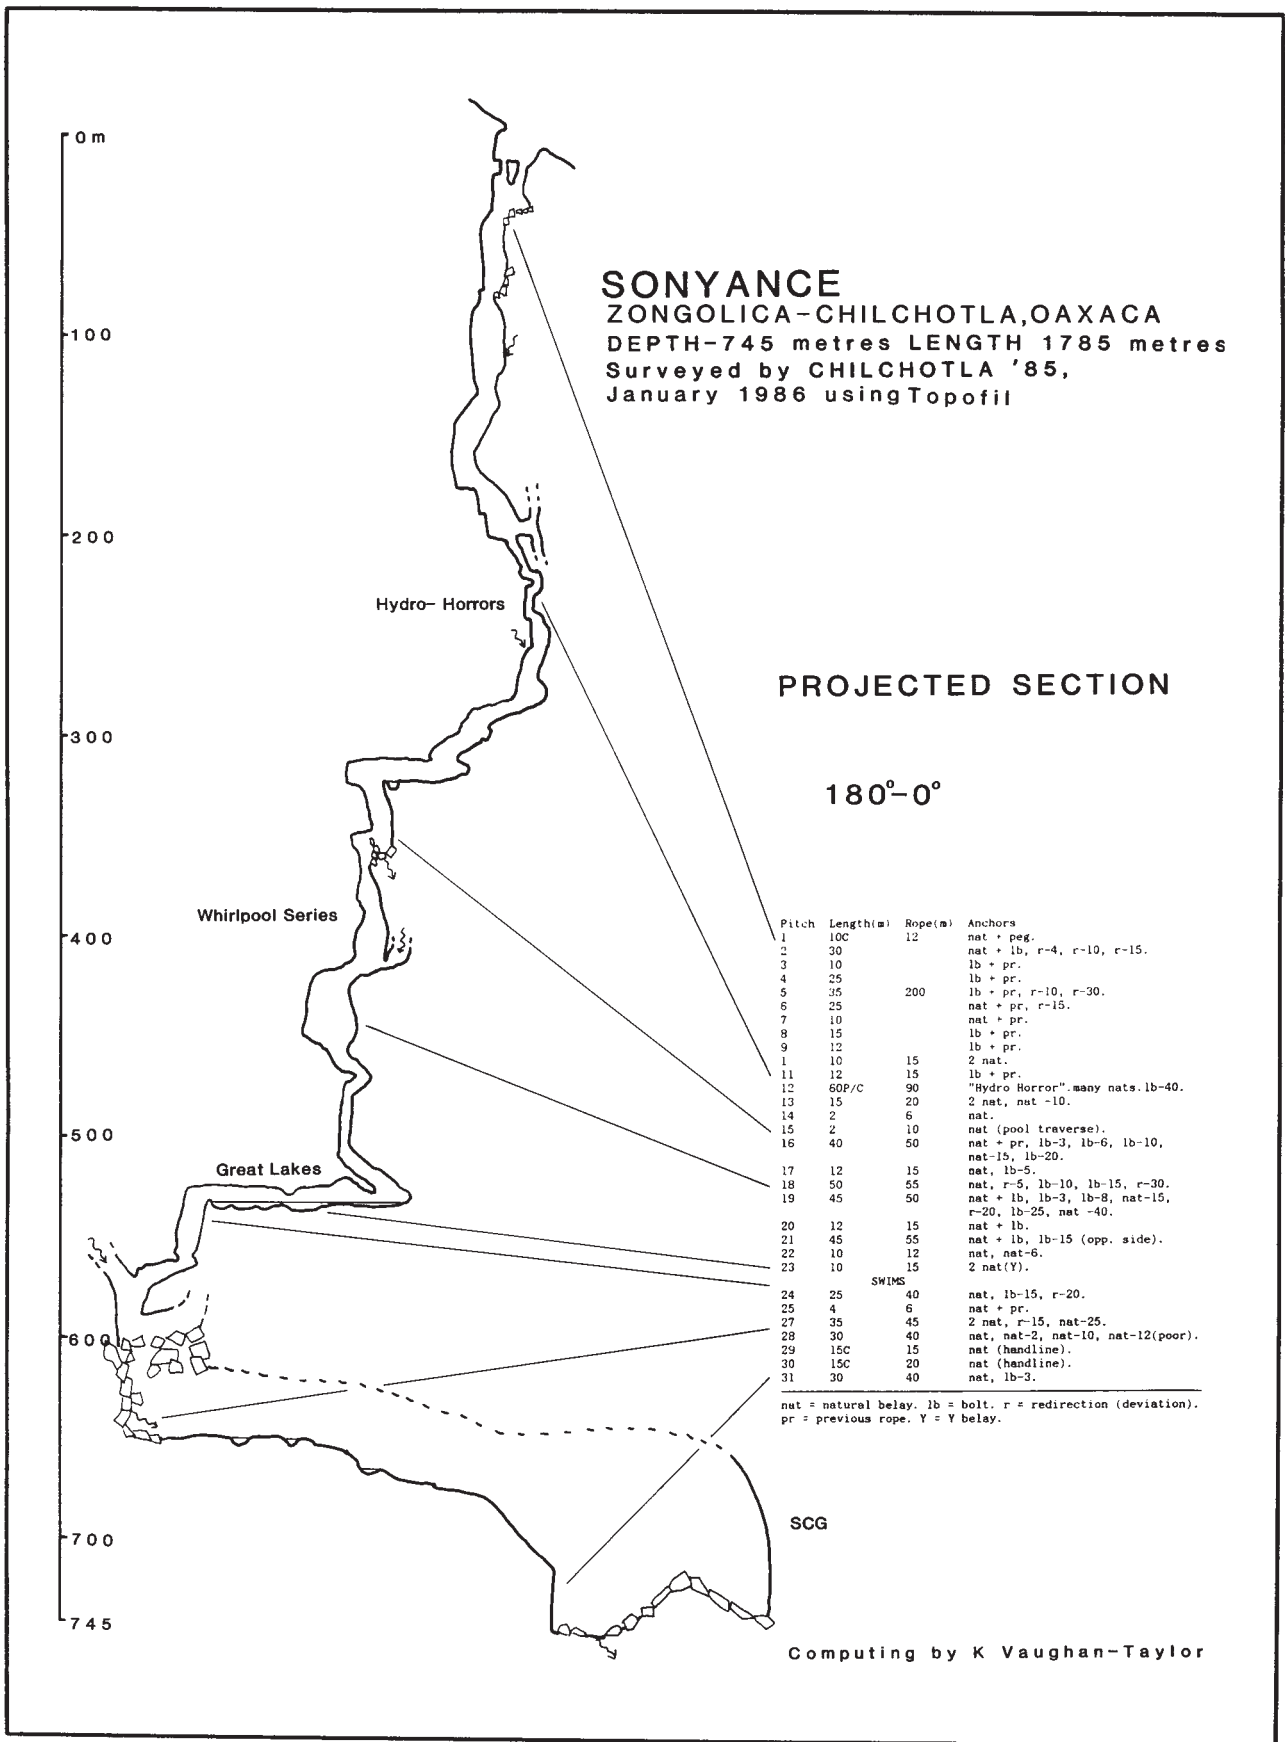 0m
SONYANCE
ZONGOLICA-CHILCHOTLA,OAXACA
DEPTH-745 metres LENGTH 1785 metres
Surveyed by CHILCHOTLA '85,
January 1986 using Topofil
100
200
Hydro- Horrors
PROJECTED SECTION
300
180°-0°
Whirlpool Series
400
Pitch Length(m) Rope(m) Anchors
1 10C 12 nat + peg.
2 30 nat + lb, r-4, r-10, r-15.
3 10 lb + pr.
4 25 lb + pr.
5 35 200 lb + pr, r-10, r-30.
6 25 nat + pr, r-15.
7 10 nat + pr.
8 15 lb + pr.
9 12 lb + pr.
1 10 15 2 nat.
11 12 15 lb + pr.
12 60P/C 90 "Hydro Horror".many nats.lb-40.
13 15 20 2 nat, nat -10.
14 2 6 nat.
15 2 10 nat (pool traverse).
16 40 50 nat + pr, lb-3, lb-6, lb-10,
nat-15, lb-20.
17 12 15 nat, lb-5.
18 50 55 nat, r-5, lb-10, lb-15, r-30.
19 45 50 nat + lb, lb-3, lb-8, nat-15,
r-20, lb-25, nat -40.
20 12 15 nat + lb.
21 45 55 nat + lb, lb-15 (opp. side).
22 10 12 nat, nat-6.
23 10 15 2 nat(Y).
SWIMS
24 25 40 nat, lb-15, r-20.
25 4 6 nat + pr.
27 35 45 2 nat, r-15, nat-25.
28 30 40 nat, nat-2, nat-10, nat-12(poor).
29 15C 15 nat (handline).
30 15C 20 nat (handline).
31 30 40 nat, lb-3.
nat = natural belay. lb = bolt. r = redirection (deviation).
pr = previous rope. Y = Y belay.
500
Great Lakes
600
700
SCG
745
Computing by K Vaughan-Taylor